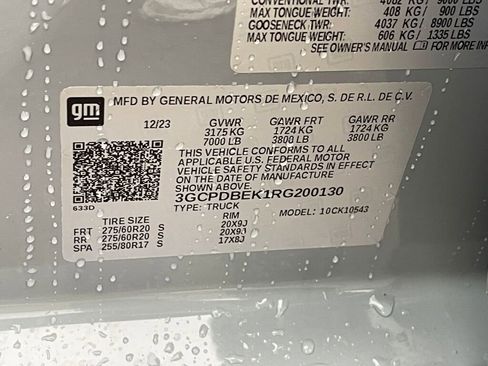 CONVENTIONAL TWR: 4082 KG/ 9000 LBS
MAX TONGUE WEIGHT: 408 KG/ 900 LBS
GOOSENECK TWR: 4037 KG/ 8900 LBS
MAX TONGUE WEIGHT: 606 KG/ 1335 LBS
SEE OWNER'S MANUAL FOR MORE INFO
gm
MFD BY GENERAL MOTORS DE MEXICO, S. DE R.L. DE C.V.
12/23 GVWR GAWR FRT GAWR RR
3175 KG 1724 KG 1724 KG
7000 LB 3800 LB 3800 LB
THIS VEHICLE CONFORMS TO ALL
APPLICABLE U.S. FEDERAL MOTOR
VEHICLE SAFETY STANDARDS IN
EFFECT ON THE DATE OF MANUFACTURE
SHOWN ABOVE.
3GCPDBEK1RG200130
633D TYPE: TRUCK MODEL: 10CK10543
TIRE SIZE RIM
FRT 275/60R20 S 20X9J
RR 275/60R20 S 20X9J
SPA 255/80R17 S 17X8J